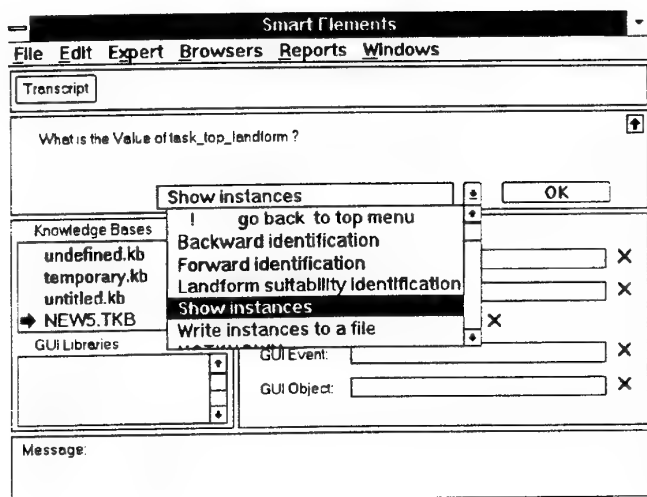 Smart Elements
File Edit Expert Browsers Reports Windows
Transcript
What is the Value of task_top_landform ?
Show instances
OK
! go back to top menu
Backward identification
Forward identification
Landform suitability identification
Show instances
Write instances to a file
Knowledge Bases
undefined.kb
temporary.kb
untitled.kb
NEW5.TKB
GUI Libraries
GUI Event:
GUI Object:
Message: